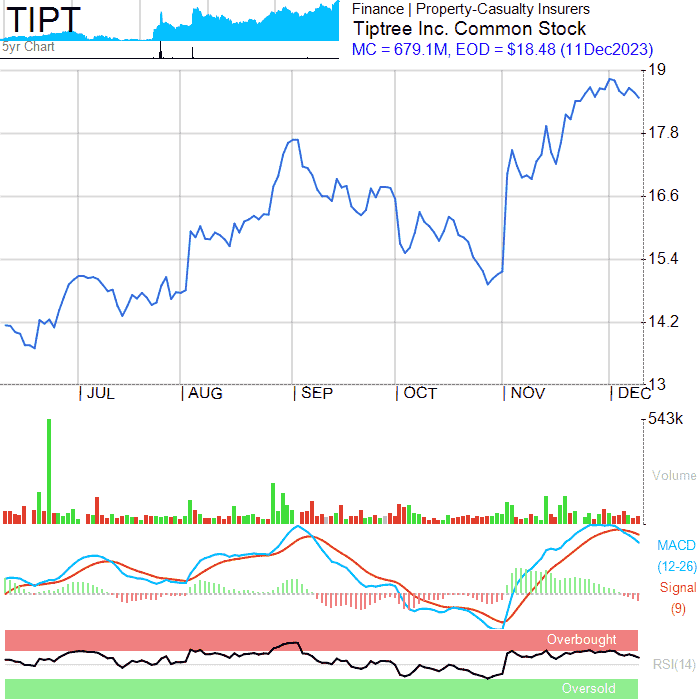 TIPT
5yr Chart
Finance | Property-Casualty Insurers
Tiptree Inc. Common Stock
MC = 679.1M, EOD = $18.48 (11Dec2023)
19
17.8
16.6
15.4
14.2
13
JUL
AUG
SEP
OCT
NOV
DEC
543k
Volume
MACD
(12-26)
Signal
(9)
Overbought
RSI(14)
Oversold